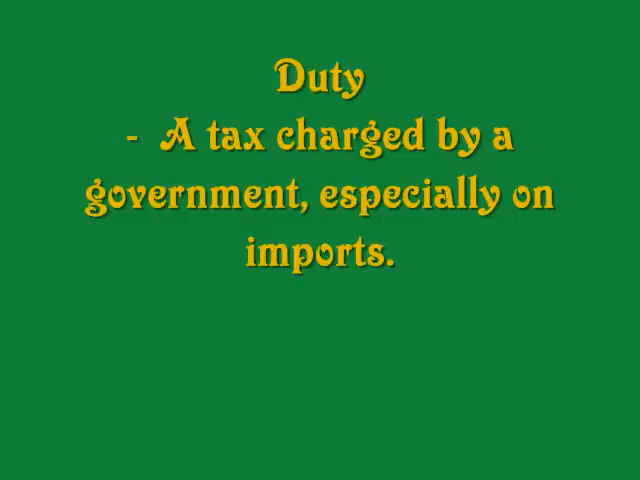 Duty
- A tax charged by a
government, especially on
imports.